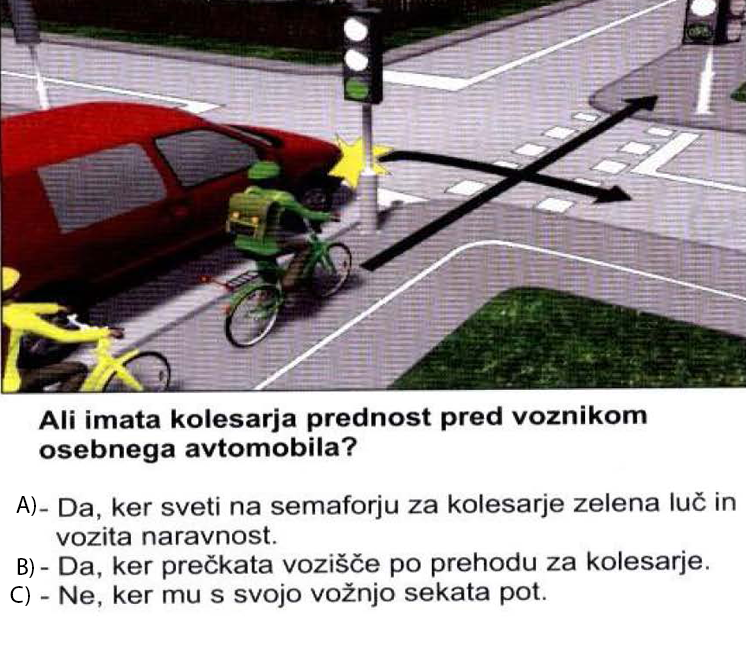 Ali imata kolesarja prednost pred voznikom
osebnega avtomobila?
A) - Da, ker sveti na semaforju za kolesarje zelena luč in
vozita naravnost.
B) - Da, ker prečkata vozišče po prehodu za kolesarje.
C) - Ne, ker mu s svojo vožnjo sekata pot.